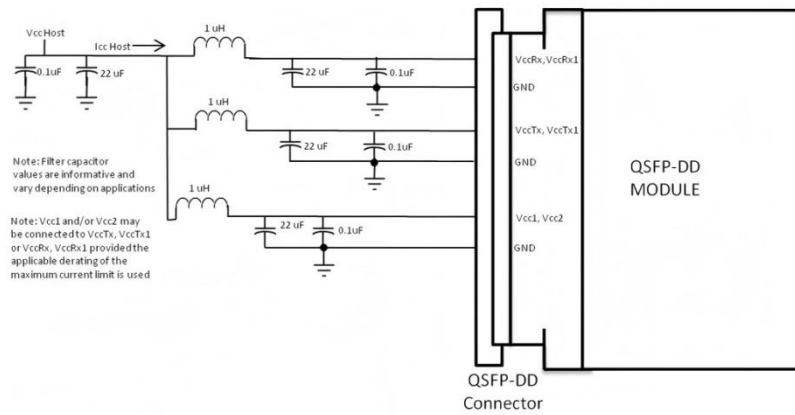 1 uH
Vcc Host
Icc Host
0.1uF
22 uF
22 uF
0.1uF
VccRx, VccRx1
GND
1 uH
22 uF
0.1uF
VccTx, VccTx1
GND
Note: Filter capacitor
values are informative and
vary depending on applications
1 uH
Note: Vcc1 and/or Vcc2 may
be connected to VccTx, VccTx1
or VccRx, VccRx1 provided the
applicable derating of the
maximum current limit is used
22 uF
0.1uF
Vcc1, Vcc2
GND
QSFP-DD
MODULE
QSFP-DD
Connector